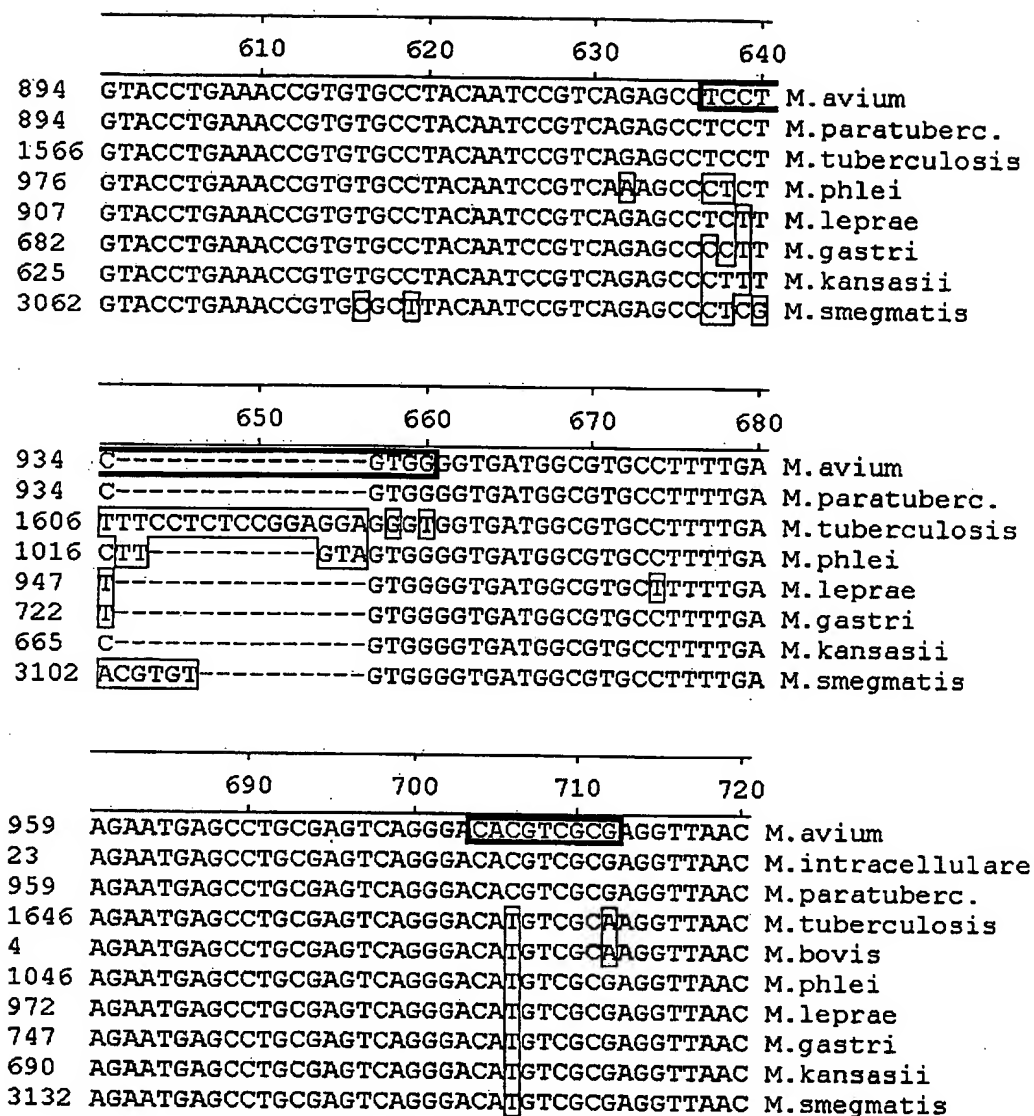 610 620 630 640
894 GTACCTGAAACCGTGTGCCTACAATCCGTCAGAGCCTCCT M.avium
894 GTACCTGAAACCGTGTGCCTACAATCCGTCAGAGCCTCCT M.paratuberc.
1566 GTACCTGAAACCGTGTGCCTACAATCCGTCAGAGCCTCCT M.tuberculosis
976 GTACCTGAAACCGTGTGCCTACAATCCGTCAAAGCCCTCT M.phlei
907 GTACCTGAAACCGTGTGCCTACAATCCGTCAGAGCCTCTT M.leprae
682 GTACCTGAAACCGTGTGCCTACAATCCGTCAGAGCCCCTT M.gastri
625 GTACCTGAAACCGTGTGCCTACAATCCGTCAGAGCCCTTT M.kansasii
3062 GTACCTGAAACCGTGCGCTTACAATCCGTCAGAGCCCTCG M.smegmatis
650 660 670 680
934 C---------------GTGGGGTGATGGCGTGCCTTTTGA M.avium
934 C---------------GTGGGGTGATGGCGTGCCTTTTGA M.paratuberc.
1606 TTTCCTCTCCGGAGGAGGGTGGTGATGGCGTGCCTTTTGA M.tuberculosis
1016 CTT----------GTAGTGGGGTGATGGCGTGCCTTTTGA M.phlei
947 T---------------GTGGGGTGATGGCGTGCTTTTTGA M.leprae
722 T---------------GTGGGGTGATGGCGTGCCTTTTGA M.gastri
665 C---------------GTGGGGTGATGGCGTGCCTTTTGA M.kansasii
3102 ACGTGT----------GTGGGGTGATGGCGTGCCTTTTGA M.smegmatis
690 700 710 720
959 AGAATGAGCCTGCGAGTCAGGGACACGTCGCGAGGTTAAC M.avium
23 AGAATGAGCCTGCGAGTCAGGGACACGTCGCGAGGTTAAC M.intracellulare
959 AGAATGAGCCTGCGAGTCAGGGACACGTCGCGAGGTTAAC M.paratuberc.
1646 AGAATGAGCCTGCGAGTCAGGGACATGTCGCAAGGTTAAC M.tuberculosis
4 AGAATGAGCCTGCGAGTCAGGGACATGTCGCAAGGTTAAC M.bovis
1046 AGAATGAGCCTGCGAGTCAGGGACATGTCGCGAGGTTAAC M.phlei
972 AGAATGAGCCTGCGAGTCAGGGACATGTCGCGAGGTTAAC M.leprae
747 AGAATGAGCCTGCGAGTCAGGGACATGTCGCGAGGTTAAC M.gastri
690 AGAATGAGCCTGCGAGTCAGGGACATGTCGCGAGGTTAAC M.kansasii
3132 AGAATGAGCCTGCGAGTCAGGGACATGTCGCGAGGTTAAC M.smegmatis